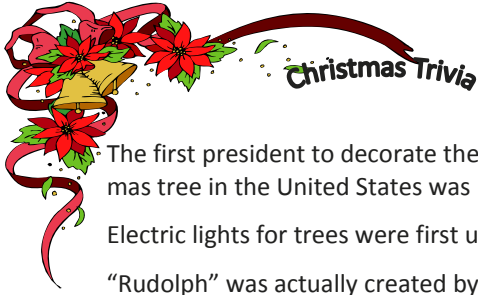 Christmas Trivia
The first president to decorate the
mas tree in the United States was
Electric lights for trees were first u
“Rudolph” was actually created by